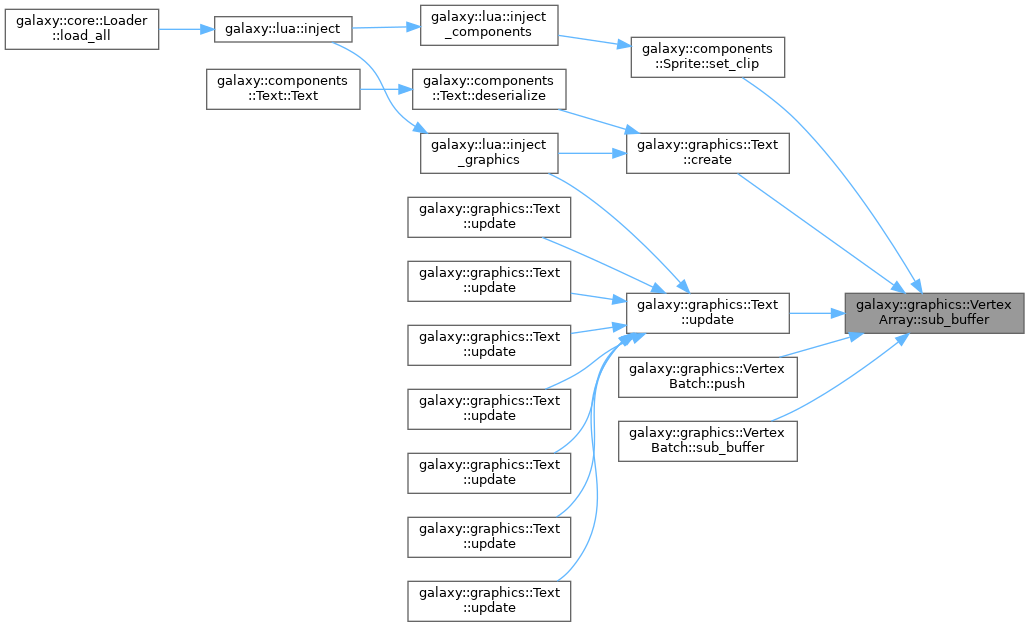 galaxy::core::Loader
::load_all
galaxy::lua::inject
galaxy::lua::inject
_components
galaxy::components
::Sprite::set_clip
galaxy::components
::Text::Text
galaxy::components
::Text::deserialize
galaxy::lua::inject
_graphics
galaxy::graphics::Text
::create
galaxy::graphics::Text
::update
galaxy::graphics::Text
::update
galaxy::graphics::Text
::update
galaxy::graphics::Text
::update
galaxy::graphics::Text
::update
galaxy::graphics::Text
::update
galaxy::graphics::Text
::update
galaxy::graphics::Text
::update
galaxy::graphics::Vertex
Batch::push
galaxy::graphics::Vertex
Batch::sub_buffer
galaxy::graphics::Vertex
Array::sub_buffer